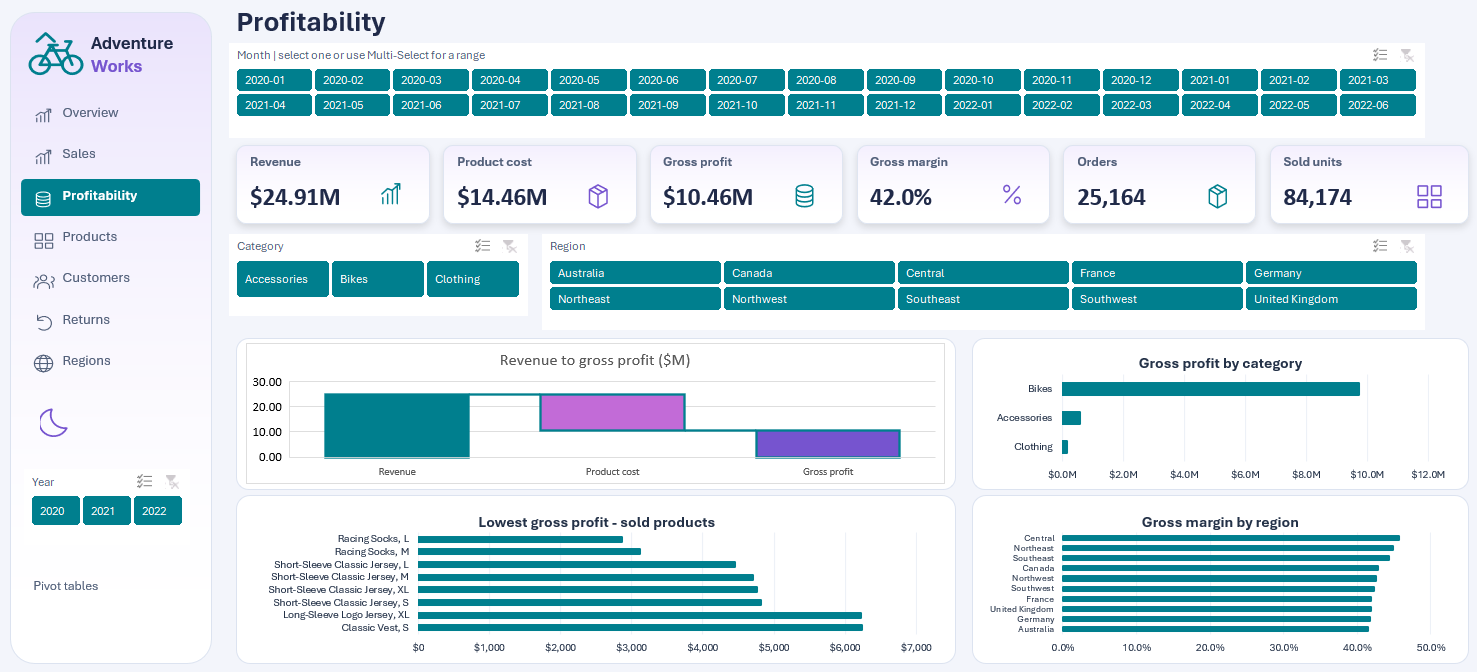 Adventure
Works
Overview
Sales
Profitability
Products
Customers
Returns
Regions
Year
2020 2021 2022
Pivot tables
Profitability
Month | select one or use Multi-Select for a range
2020-01 2020-02 2020-03 2020-04 2020-05 2020-06 2020-07 2020-08 2020-09 2020-10 2020-11 2020-12 2021-01 2021-02 2021-03
2021-04 2021-05 2021-06 2021-07 2021-08 2021-09 2021-10 2021-11 2021-12 2022-01 2022-02 2022-03 2022-04 2022-05 2022-06
Revenue
$24.91M
Product cost
$14.46M
Gross profit
$10.46M
Gross margin
42.0%
Orders
25,164
Sold units
84,174
Category
Accessories Bikes Clothing
Region
Australia Canada Central France Germany
Northeast Northwest Southeast Southwest United Kingdom
Revenue to gross profit ($M)
30.00
20.00
10.00
0.00
Revenue Product cost Gross profit
Gross profit by category
Bikes
Accessories
Clothing
$0.0M $2.0M $4.0M $6.0M $8.0M $10.0M $12.0M
Lowest gross profit - sold products
Racing Socks, L
Racing Socks, M
Short-Sleeve Classic Jersey, L
Short-Sleeve Classic Jersey, M
Short-Sleeve Classic Jersey, XL
Short-Sleeve Classic Jersey, S
Long-Sleeve Logo Jersey, XL
Classic Vest, S
$0 $1,000 $2,000 $3,000 $4,000 $5,000 $6,000 $7,000
Gross margin by region
Central
Northeast
Southeast
Canada
Northwest
Southwest
France
United Kingdom
Germany
Australia
0.0% 10.0% 20.0% 30.0% 40.0% 50.0%